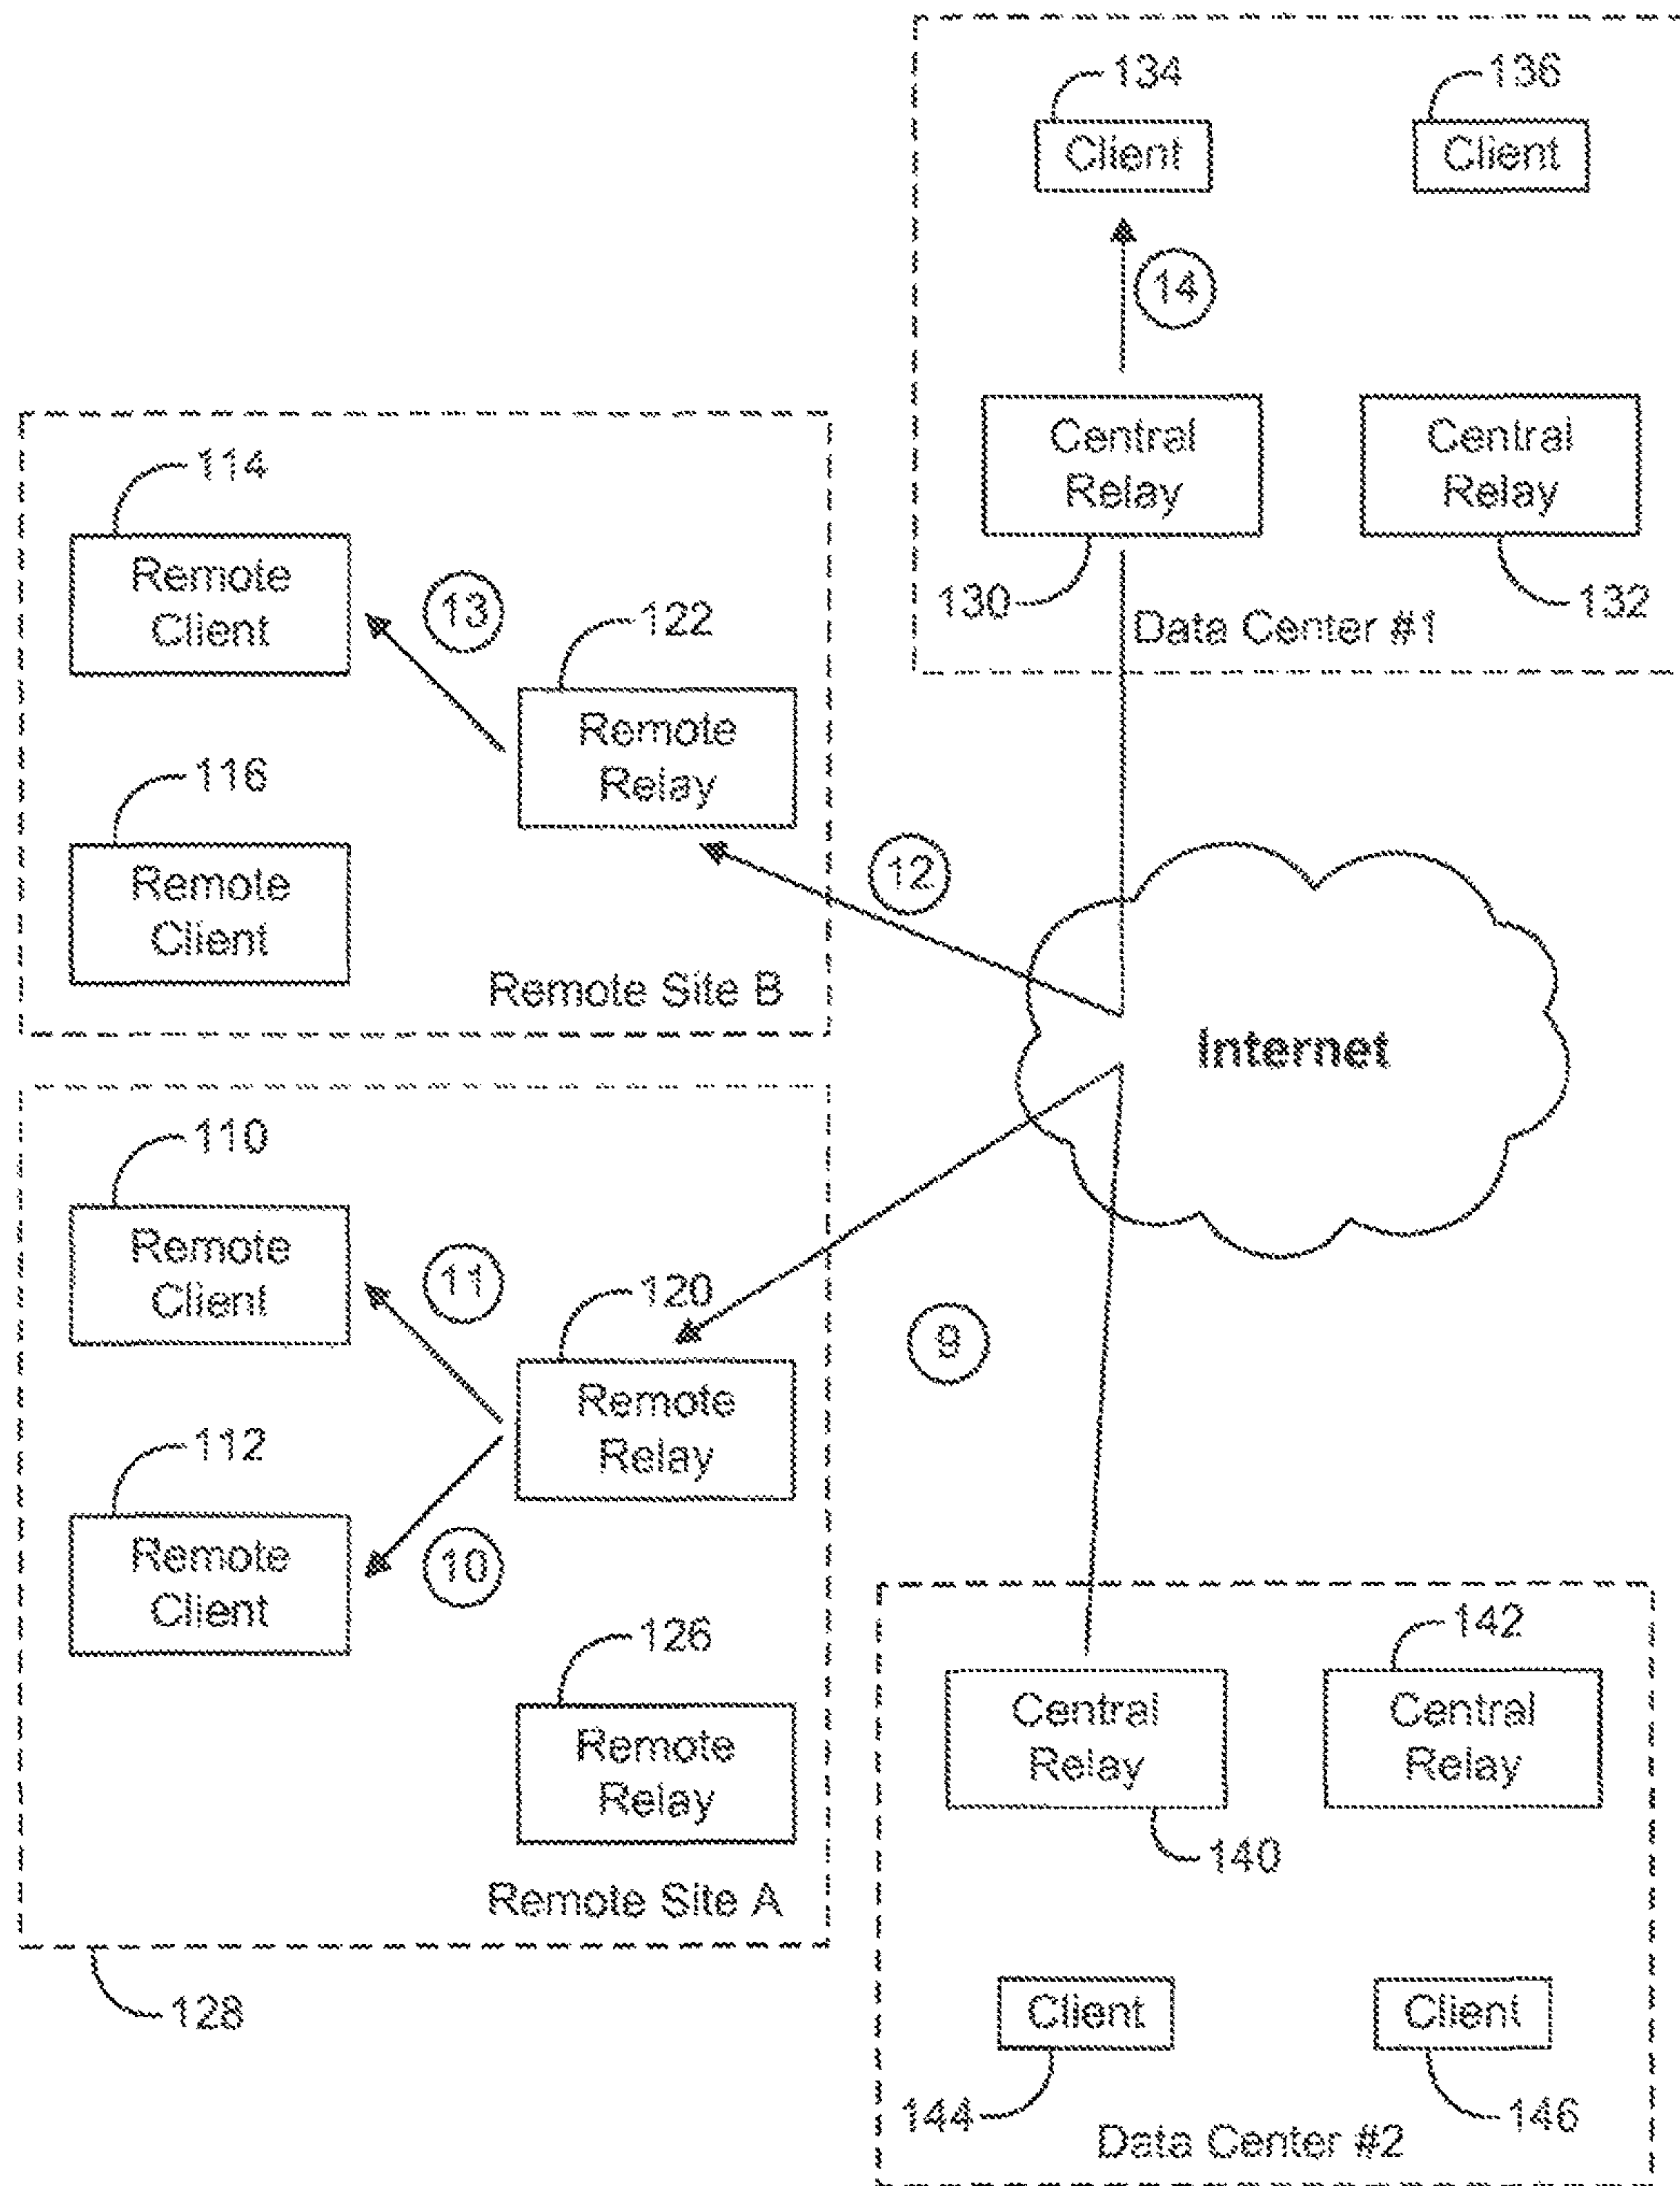 134
Client
136
Client
14
Central
Relay
Central
Relay
130
132
Data Center #1
114
Remote
Client
13
122
Remote
Relay
116
Remote
Client
12
Remote Site B
Internet
110
Remote
Client
11
120
Remote
Relay
9
112
Remote
Client
10
126
Remote
Relay
Remote Site A
128
142
Central
Relay
Central
Relay
140
Client
Client
144
146
Data Center #2